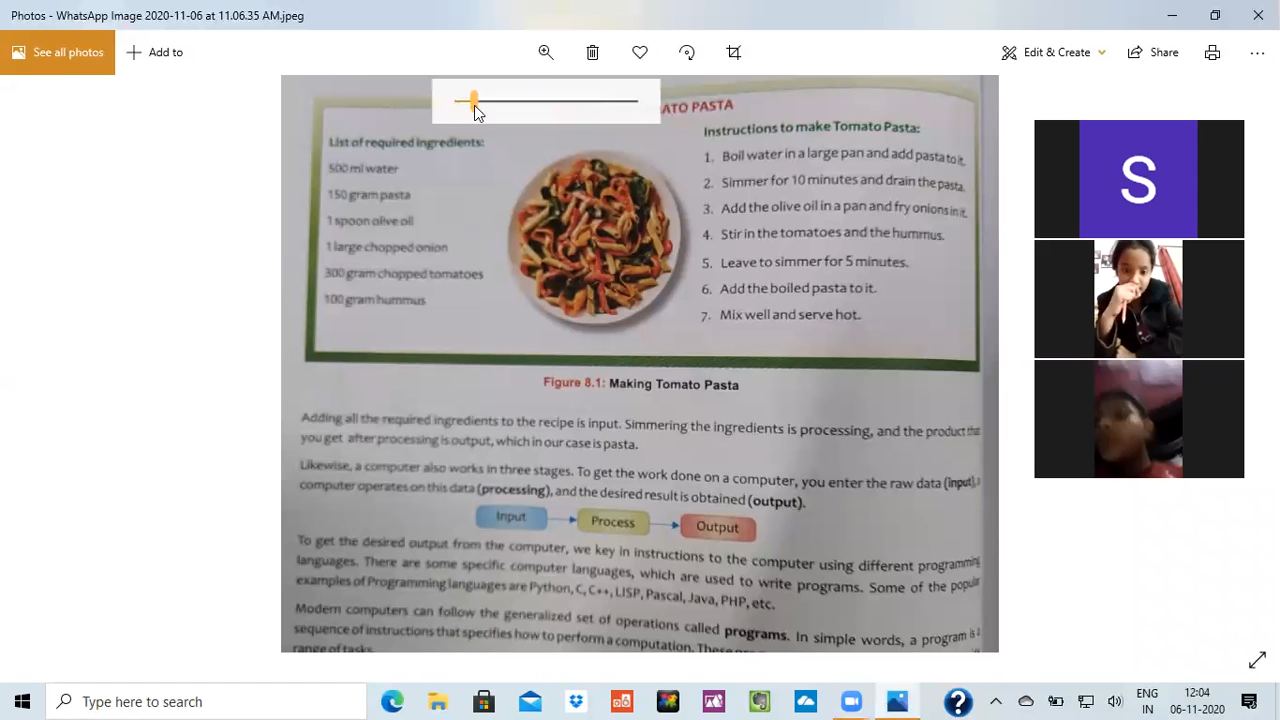 Photos - WhatsApp Image 2020-11-06 at 11.06.35 AM.jpeg
See all photos
Add to
Edit & Create
Share
ATO PASTA
List of required ingredients:
500 ml water
150 gram pasta
1 spoon olive oil
1 large chopped onion
300 gram chopped tomatoes
100 gram hummus
Instructions to make Tomato Pasta:
1. Boil water in a large pan and add pasta to it.
2. Simmer for 10 minutes and drain the pasta.
3. Add the olive oil in a pan and fry onions in it.
4. Stir in the tomatoes and the hummus.
5. Leave to simmer for 5 minutes.
6. Add the boiled pasta to it.
7. Mix well and serve hot.
Figure 8.1: Making Tomato Pasta
Adding all the required ingredients to the recipe is input. Simmering the ingredients is processing, and the product that
you get after processing is output, which in our case is pasta.
Likewise, a computer also works in three stages. To get the work done on a computer, you enter the raw data (input),
computer operates on this data (processing), and the desired result is obtained (output).
Input
Process
Output
To get the desired output from the computer, we key in instructions to the computer using different programming
languages. There are some specific computer languages, which are used to write programs. Some of the popular
examples of Programming languages are Python, C, C++, LISP, Pascal, Java, PHP, etc.
Modern computers can follow the generalized set of operations called programs. In simple words, a program is a
sequence of instructions that specifies how to perform a computation. These
range of tasks.
S
Type here to search
ENG
IN
12:04
06-11-2020